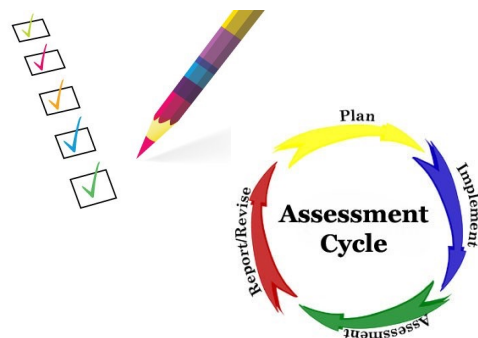 Plan
Implement
Assessment
Cycle
Report/Revise
Assessment